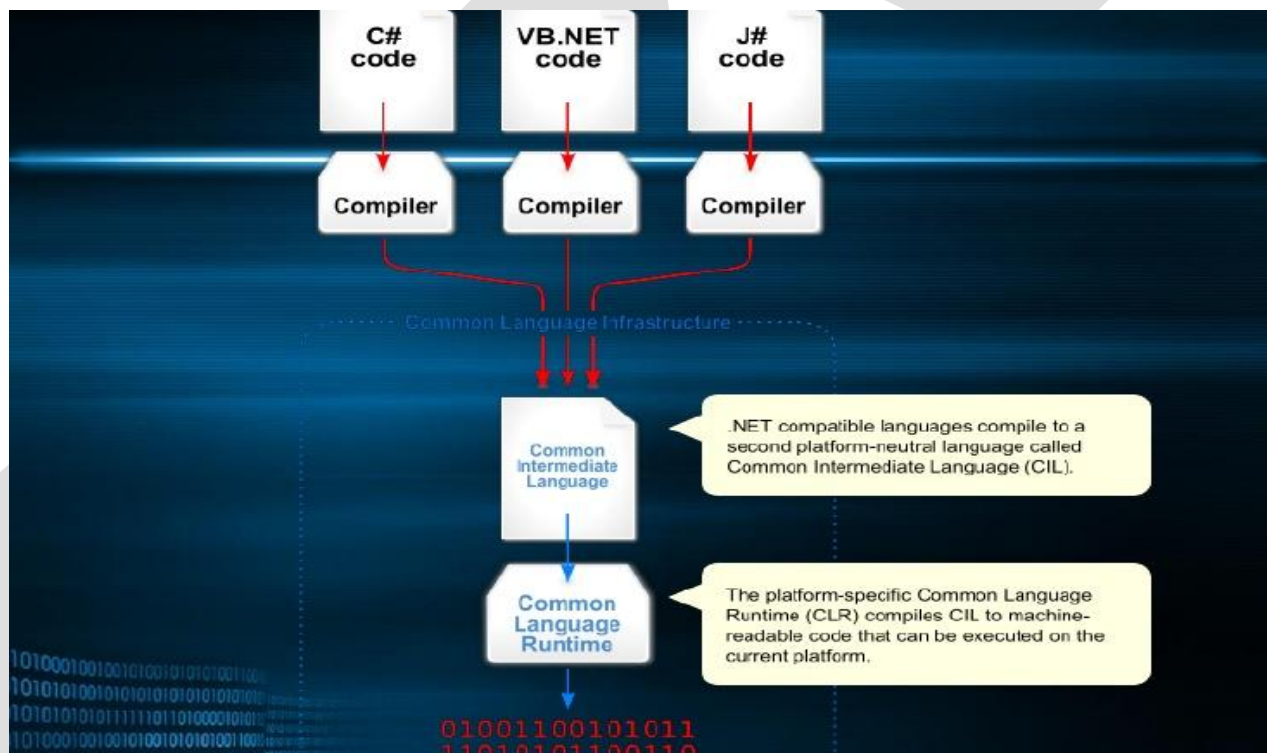 C#
code
VB.NET
code
J#
code
Compiler
Compiler
Compiler
Common Language Infrastructure
Common
Intermediate
Language
.NET compatible languages compile to a
second platform-neutral language called
Common Intermediate Language (CIL).
Common
Language
Runtime
The platform-specific Common Language
Runtime (CLR) compiles CIL to machine-
readable code that can be executed on the
current platform.
01001100101011
11010101100110